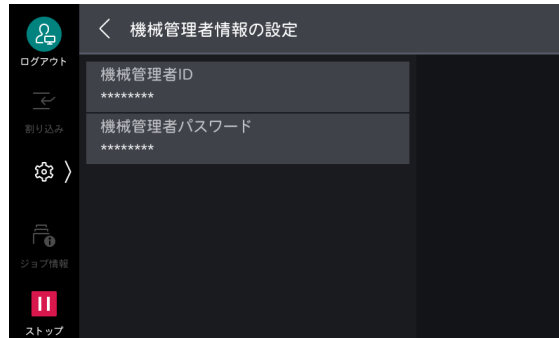 機械管理者情報の設定
ログアウト
機械管理者ID
********
割り込み
機械管理者パスワード
********
ジョブ情報
ストップ